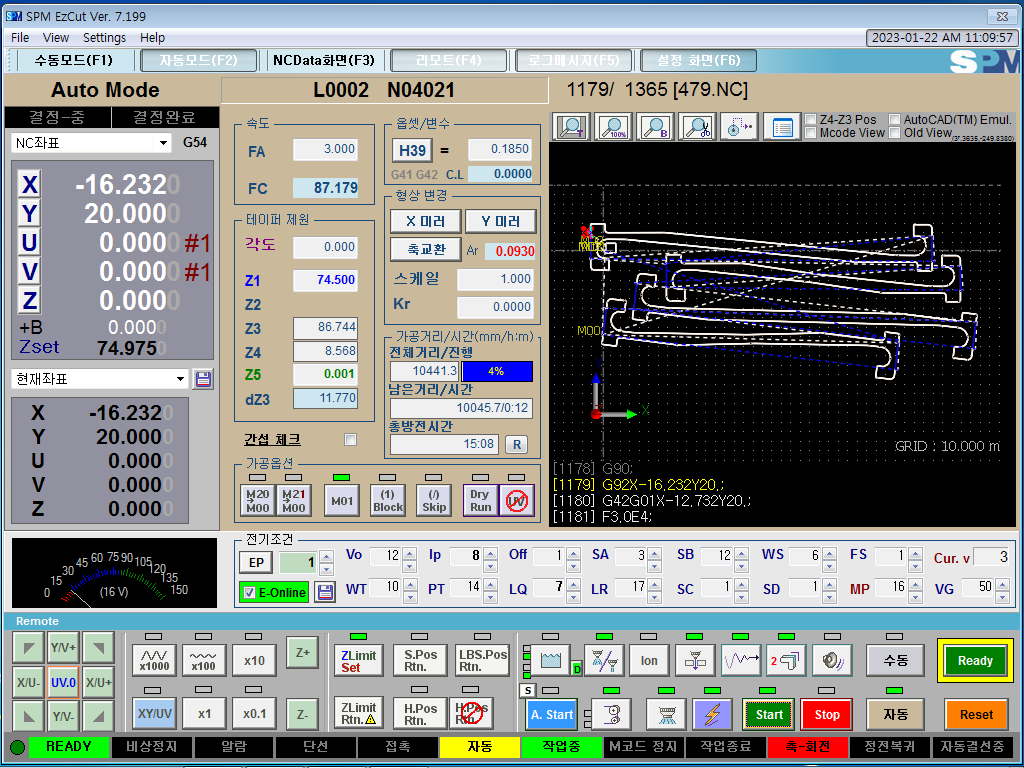 SPM EzCut Ver. 7.199
File View Settings Help
2023-01-22 AM 11:09:57
수동모드(F1) 자동모드(F2) NCData화면(F3) 리모트(F4) 로그메시지(F5) 설정 화면(F6)
SPM
Auto Mode
L0002 N04021
1179/ 1365 [479.NC]
결정-중 결정완료
NC좌표 G54
X -16.2320
Y 20.0000
U 0.0000 #1
V 0.0000 #1
Z 0.0000
+B 0.0000
Zset 74.9750
현재좌표
X -16.2320
Y 20.0000
U 0.0000
V 0.0000
Z 0.0000
속도
FA 3.000
FC 87.179
테이퍼 제원
각도 0.000
Z1 74.500
Z2
Z3 86.744
Z4 8.568
Z5 0.001
dZ3 11.770
간섭 체크
옵셋/변수
H39 = 0.1850
G41 G42 C.L 0.0000
형상 변경
X 미러 Y 미러
축교환 Ar 0.0930
스케일 1.000
Kr 0.0000
가공거리/시간(mm/h:m)
전체거리/진행
10441.3 4%
남은거리/시간
10045.7/0:12
총방전시간
15:08 R
가공옵션
M20 M00
M21 M00
M01
(1) Block
(/) Skip
Dry Run
UV
T 100% B
Z4-Z3 Pos AutoCAD(TM) Emul.
Mcode View Old View
M00
X
GRID : 10.000 m
[1178] G90;
[1179] G92X-16.232Y20.;
[1180] G42G01X-12.732Y20.;
[1181] F3.0E4;
0 15 30 45 60 75 90 105 120 135 150
(16 V)
전기조건
EP 1
E-Online
Vo 12 Ip 8 Off 1 SA 3 SB 12 WS 6 FS 1 Cur. v 3
WT 10 PT 14 LQ 7 LR 17 SC 1 SD 1 MP 16 VG 50
Remote
Y/V+
X/U- UV.0 X/U+
Y/V-
x1000 x100 x10 Z+
XY/UV x1 x0.1 Z-
ZLimit Set
S.Pos Rtn.
LBS.Pos Rtn.
ZLimit Rtn.
H.Pos Rtn.
D Ion 2 수동 Ready
S A. Start Start Stop 자동 Reset
READY 비상정지 알람 단선 접촉 자동 작업중 M코드 정지 작업종료 축-회전 정전복귀 자동결선중